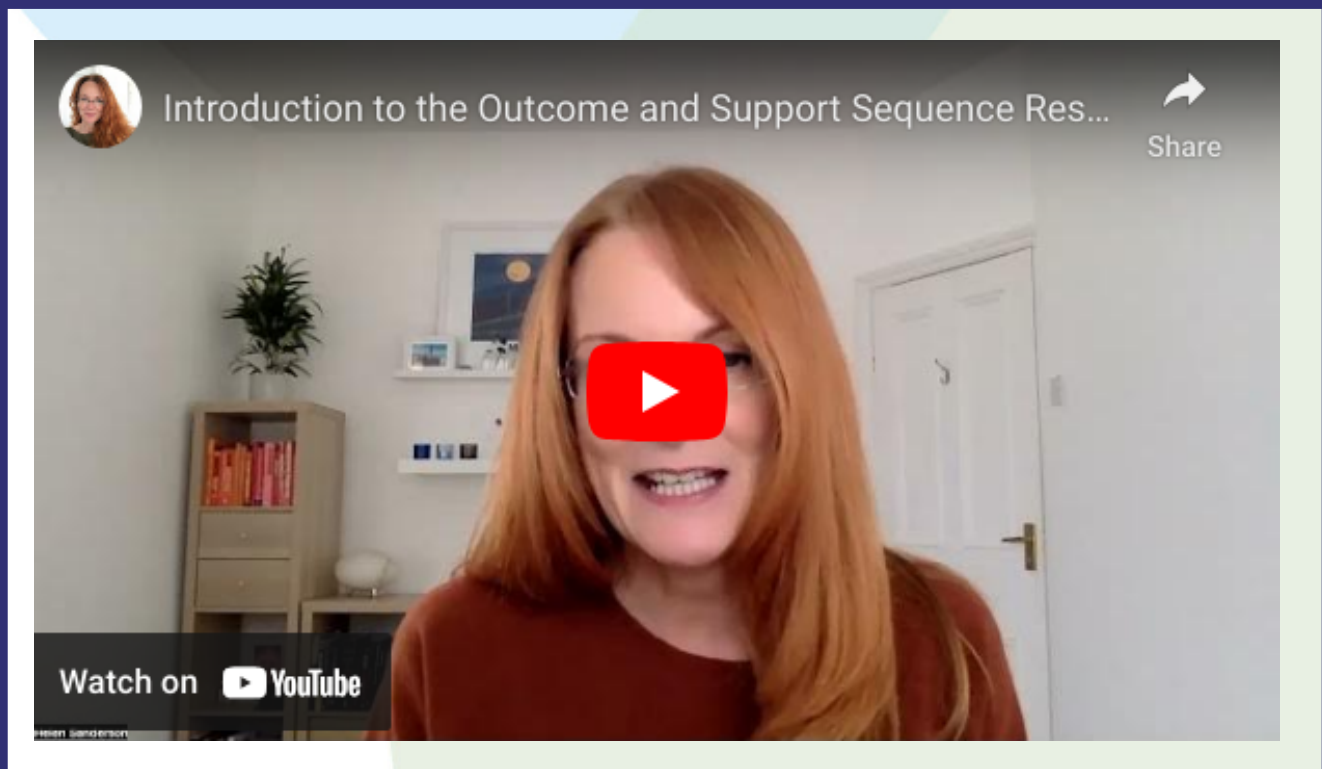 Introduction to the Outcome and Support Sequence Res...
Share
Watch on YouTube
Helen Sanderson